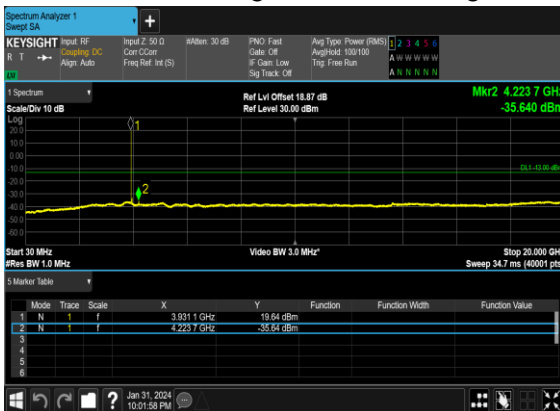 Spectrum Analyzer 1
Swept SA
KEYSIGHT Input: RF Input Z: 50 Ω #Atten: 30 dB PNO: Fast Avg Type: Power (RMS) 1 2 3 4 5 6
R T Coupling: DC Corr CCorr Gate: Off Avg|Hold: 100/100 A W W W W W
Align: Auto Freq Ref: Int (S) IF Gain: Low Trig: Free Run A N N N N N
Sig Track: Off
LV
1 Spectrum
Ref Lvl Offset 18.87 dB Mkr2 4.223 7 GHz
Scale/Div 10 dB Ref Level 30.00 dBm -35.640 dBm
Log
20.0
10.0
0.00
-10.0
-20.0
-30.0
-40.0
-50.0
-60.0
1
2
DL1 -13.00 dBm
Start 30 MHz Video BW 3.0 MHz* Stop 20.000 GH
#Res BW 1.0 MHz Sweep 34.7 ms (40001 pts
5 Marker Table
Mode Trace Scale X Y Function Function Width Function Value
1 N 1 f 3.931 1 GHz 19.64 dBm
2 N 1 f 4.223 7 GHz -35.64 dBm
3
4
5
6
? Jan 31, 2024
10:01:58 PM